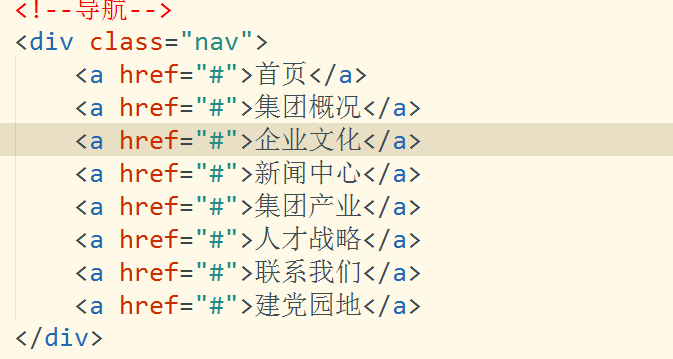 <!--导航-->
<div class="nav">
    <a href="#">首页</a>
    <a href="#">集团概况</a>
    <a href="#">企业文化</a>
    <a href="#">新闻中心</a>
    <a href="#">集团产业</a>
    <a href="#">人才战略</a>
    <a href="#">联系我们</a>
    <a href="#">建党园地</a>
</div>